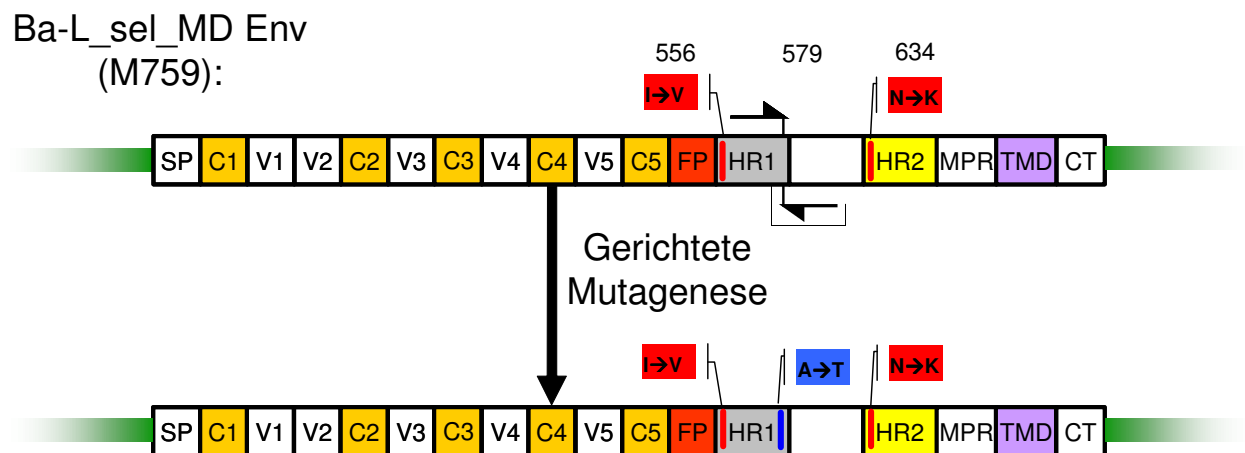 Ba-L_sel_MD Env
(M759):
556 579 634
I→V N→K
SP C1 V1 V2 C2 V3 C3 V4 C4 V5 C5 FP HR1 HR2 MPR TMD CT
Gerichtete
Mutagenese
I→V A→T N→K
SP C1 V1 V2 C2 V3 C3 V4 C4 V5 C5 FP HR1 HR2 MPR TMD CT